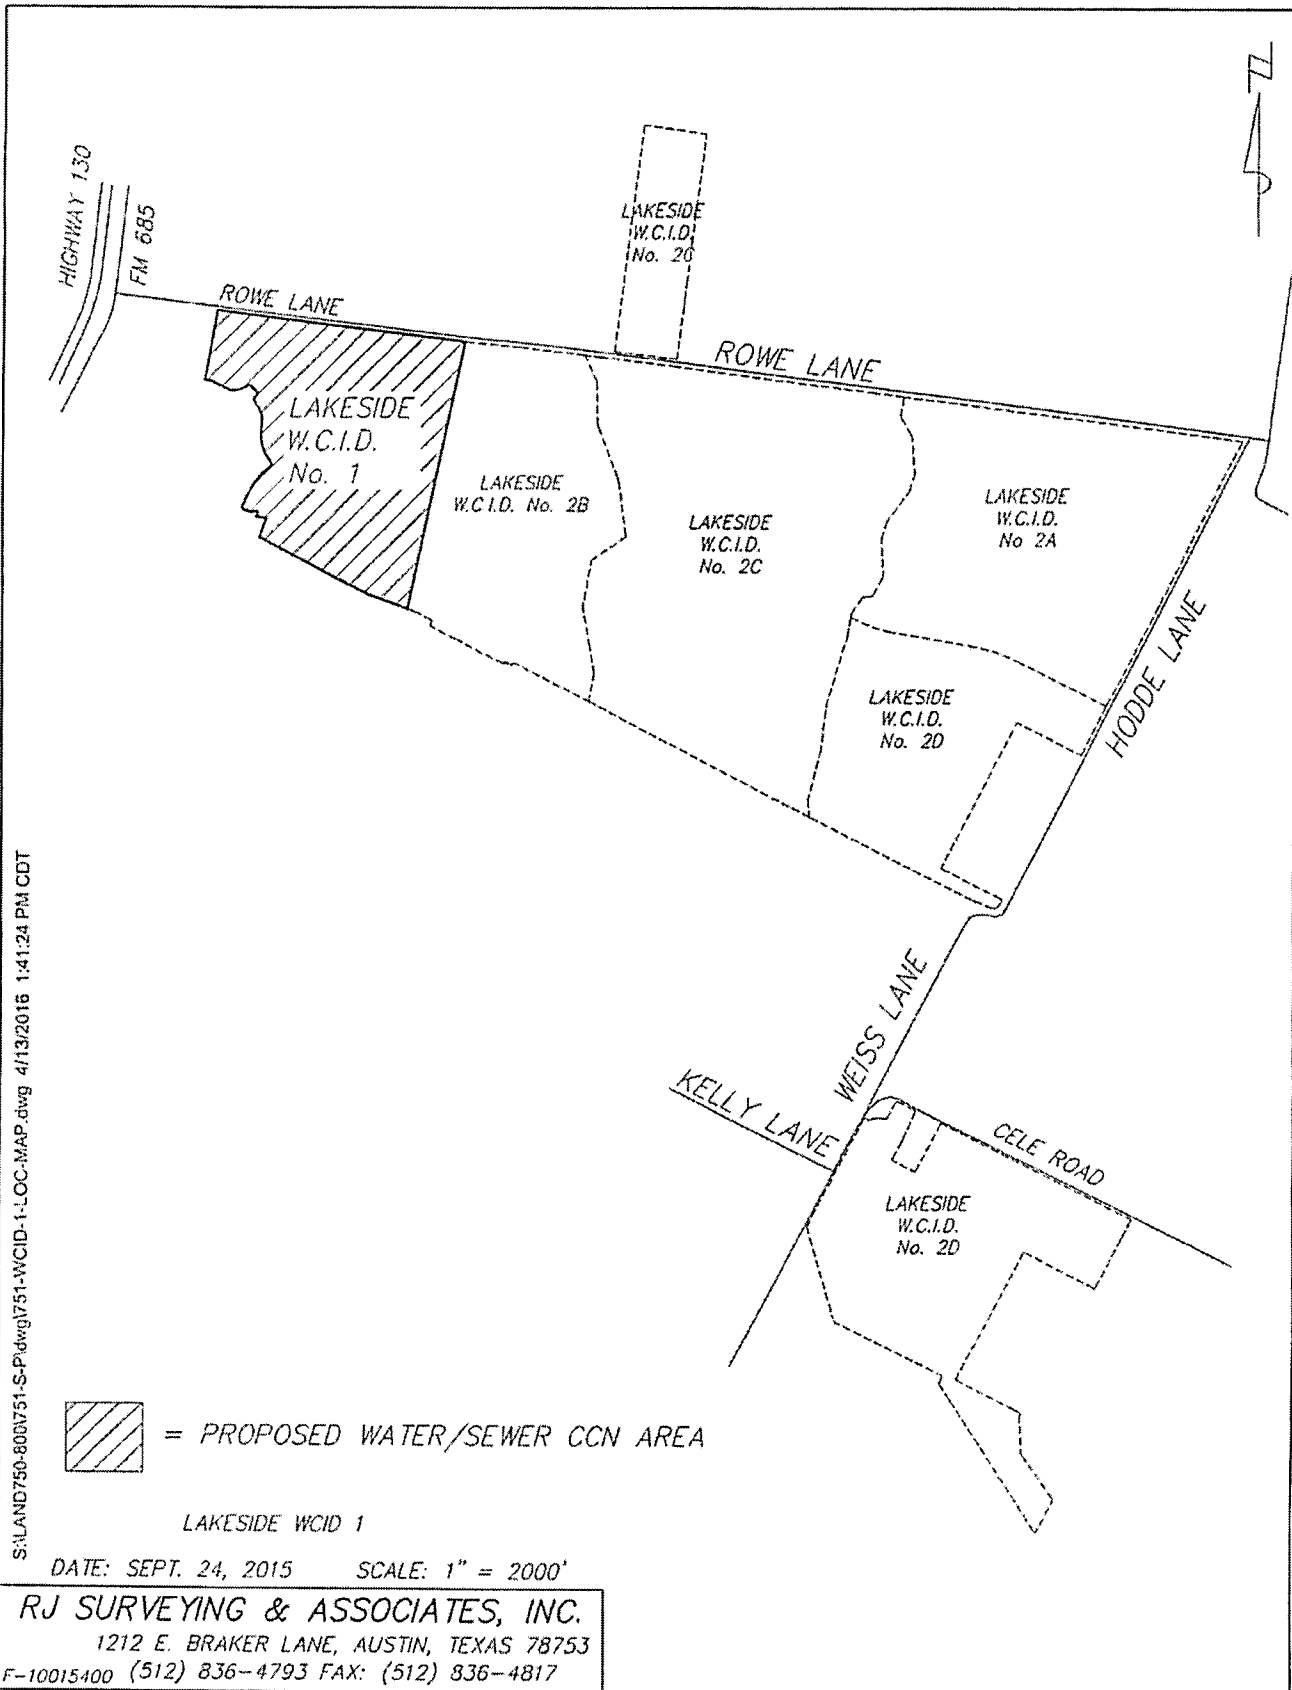 HIGHWAY 130
FM 685
ROWE LANE
LAKESIDE
W.C.I.D.
No. 2C
ROWE LANE
LAKESIDE
W.C.I.D.
No. 1
LAKESIDE
W.C.I.D. No. 2B
LAKESIDE
W.C.I.D.
No. 2C
LAKESIDE
W.C.I.D.
No 2A
HODDE LANE
LAKESIDE
W.C.I.D.
No. 2D
WEISS LANE
KELLY LANE
CELE ROAD
LAKESIDE
W.C.I.D.
No. 2D
S:\LAND750-800\751-S-P\dwg\751-WCID-1-LOC-MAP.dwg 4/13/2016 1:41:24 PM CDT
= PROPOSED WATER/SEWER CCN AREA
LAKESIDE WCID 1
DATE: SEPT. 24, 2015 SCALE: 1" = 2000'
RJ SURVEYING & ASSOCIATES, INC.
1212 E. BRAKER LANE, AUSTIN, TEXAS 78753
F-10015400 (512) 836-4793 FAX: (512) 836-4817
N